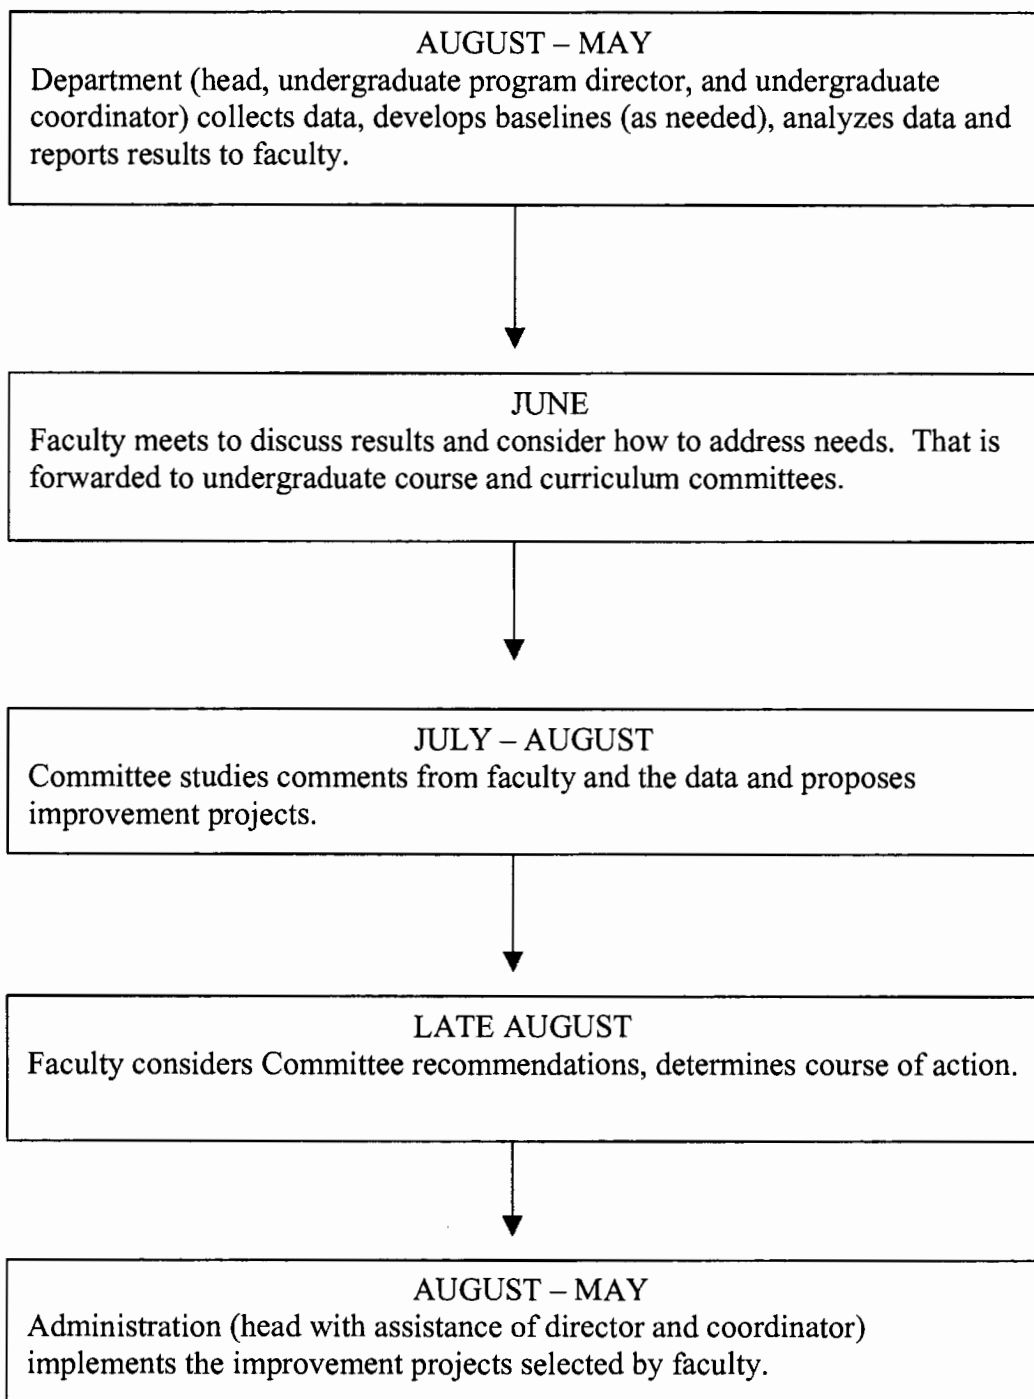 AUGUST – MAY
Department (head, undergraduate program director, and undergraduate
coordinator) collects data, develops baselines (as needed), analyzes data and
reports results to faculty.
JUNE
Faculty meets to discuss results and consider how to address needs.  That is
forwarded to undergraduate course and curriculum committees.
JULY – AUGUST
Committee studies comments from faculty and the data and proposes
improvement projects.
LATE AUGUST
Faculty considers Committee recommendations, determines course of action.
AUGUST – MAY
Administration (head with assistance of director and coordinator)
implements the improvement projects selected by faculty.